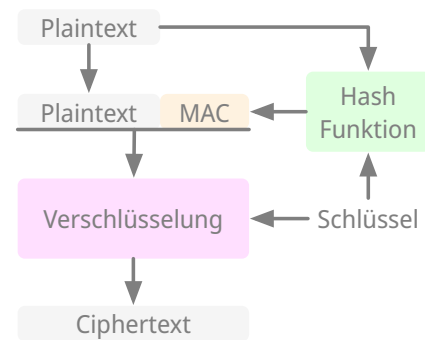 Plaintext
Plaintext MAC
Hash
Funktion
Verschlüsselung
Schlüssel
Ciphertext